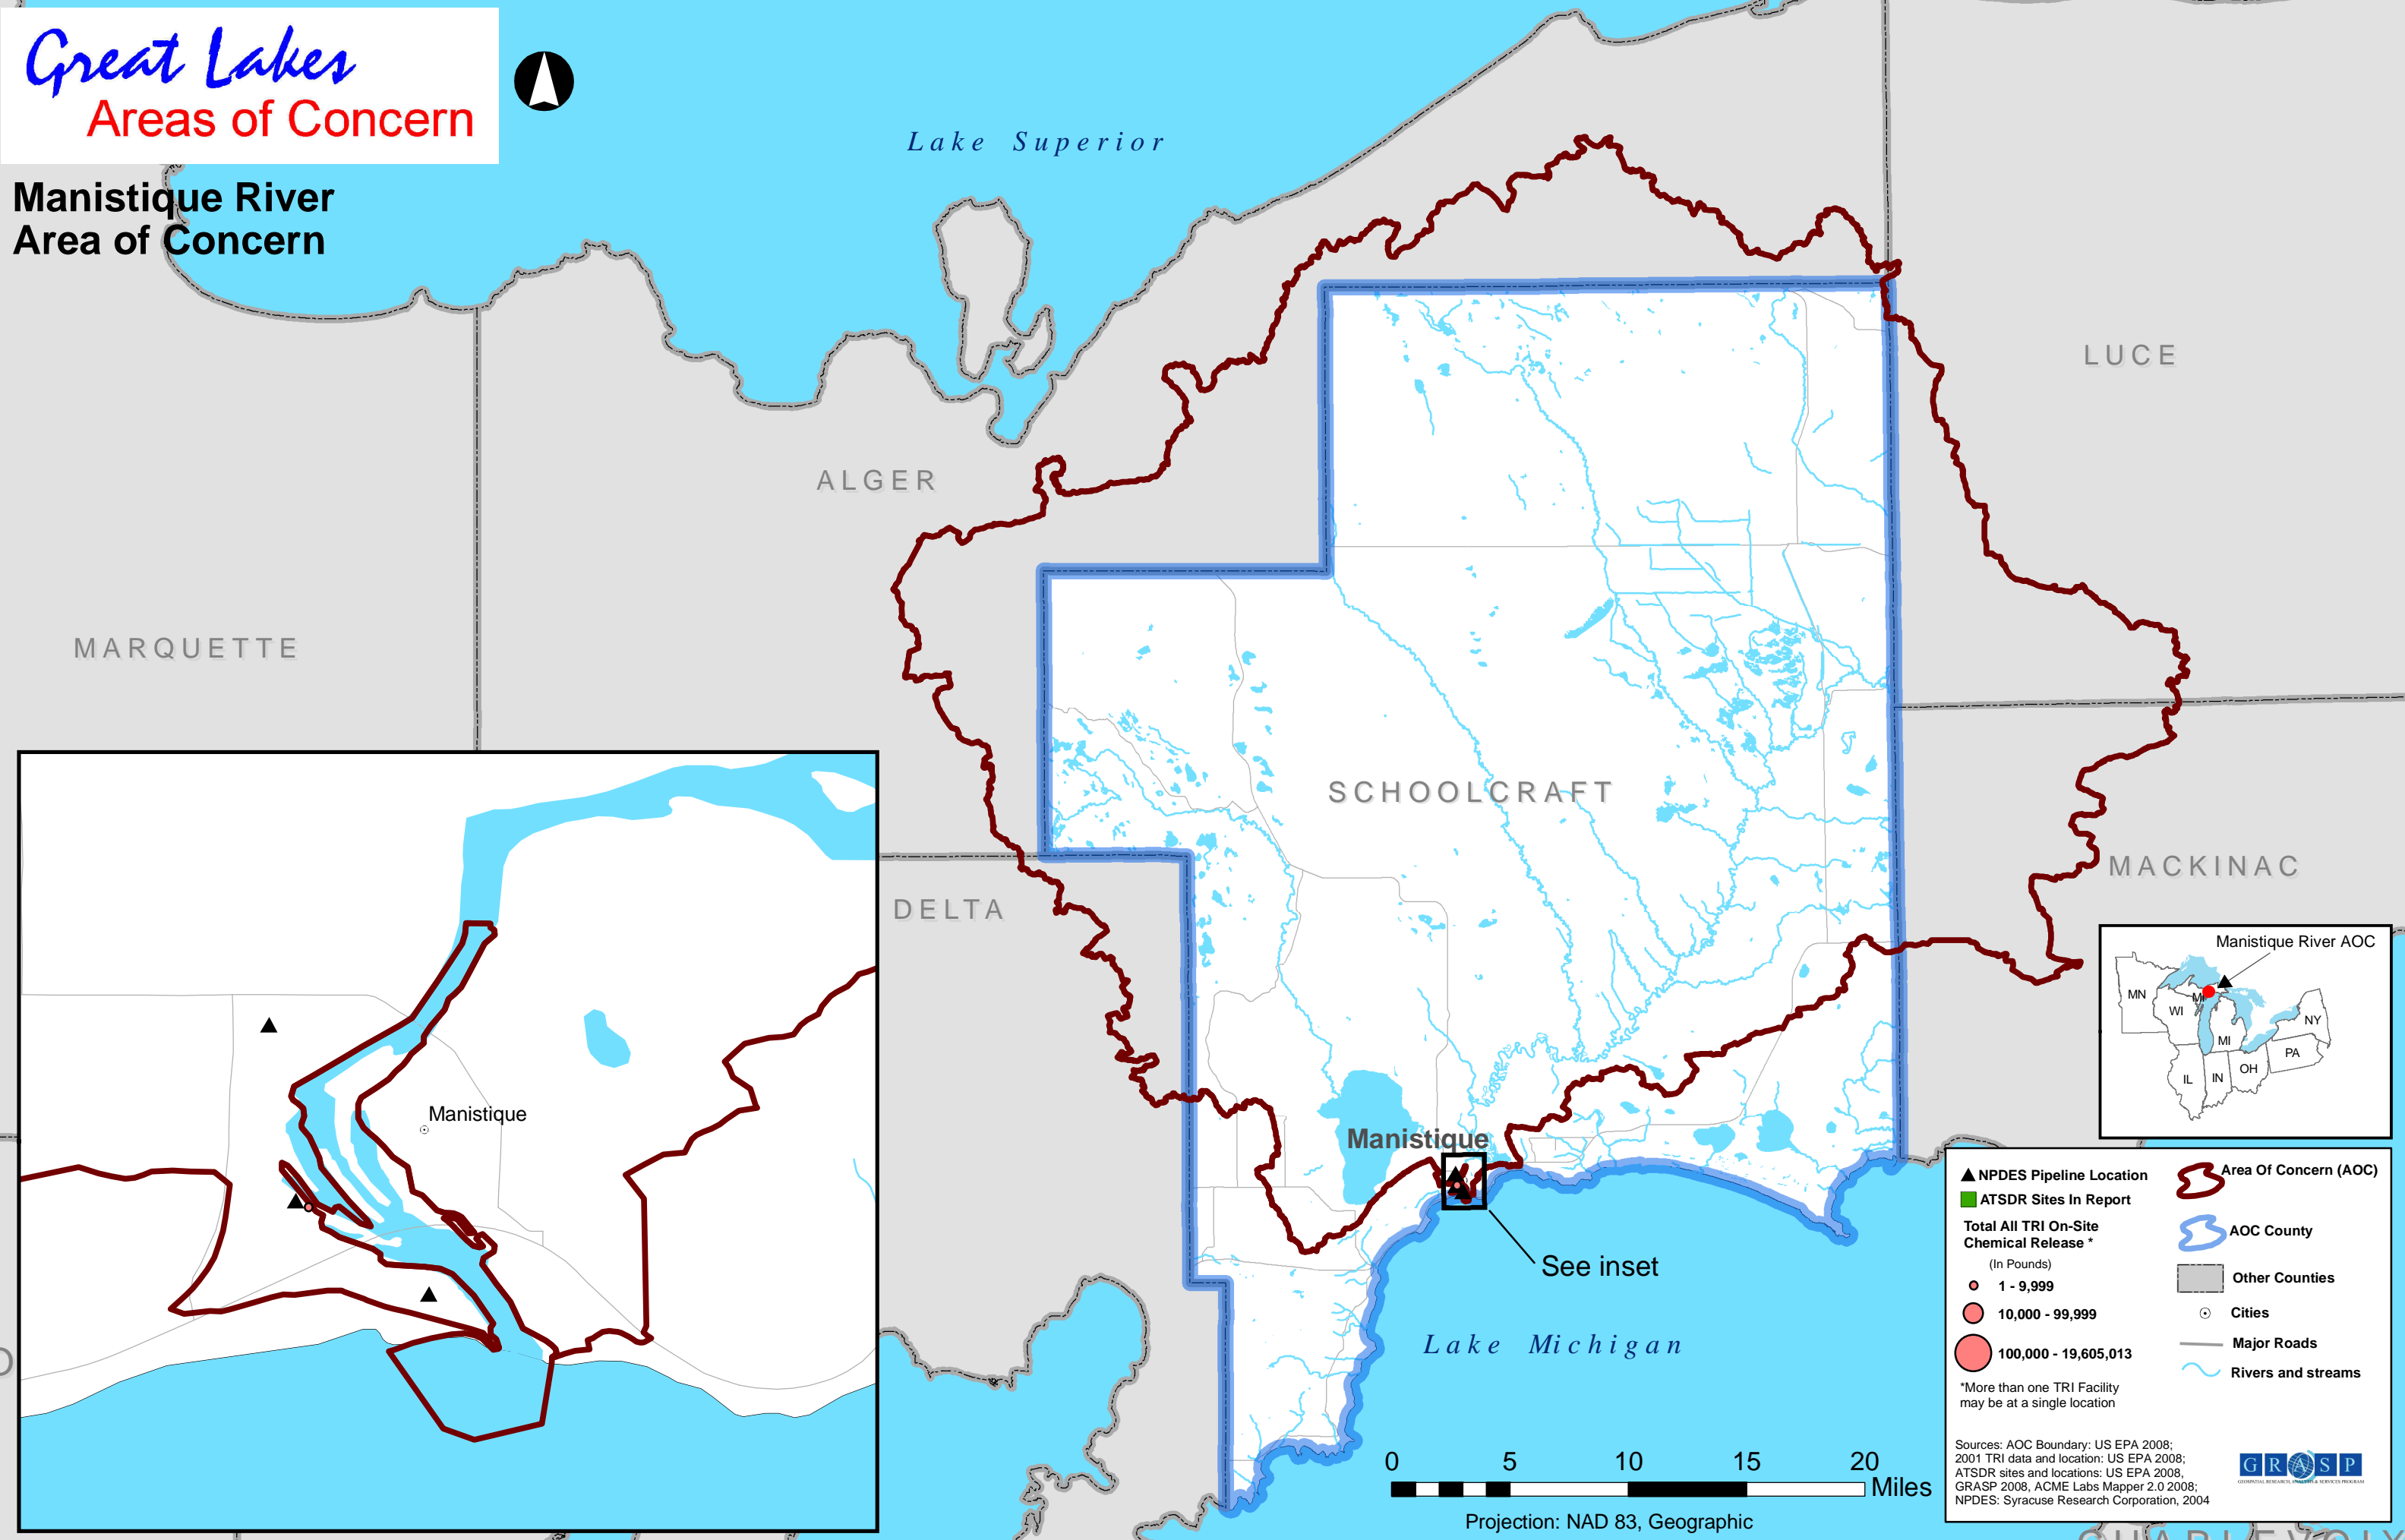 Great Lakes
Areas of Concern
Manistique River
Area of Concern
Lake Superior
LUCE
ALGER
MARQUETTE
SCHOOLCRAFT
MACKINAC
DELTA
Manistique River AOC
MN
WI
MI
MI
NY
PA
OH
IL
IN
Manistique
Manistique
See inset
Lake Michigan
NPDES Pipeline Location
ATSDR Sites In Report
Total All TRI On-Site
Chemical Release *
(In Pounds)
1 - 9,999
10,000 - 99,999
100,000 - 19,605,013
*More than one TRI Facility
may be at a single location
Area Of Concern (AOC)
AOC County
Other Counties
Cities
Major Roads
Rivers and streams
Sources: AOC Boundary: US EPA 2008;
2001 TRI data and location: US EPA 2008;
ATSDR sites and locations: US EPA 2008,
GRASP 2008, ACME Labs Mapper 2.0 2008;
NPDES: Syracuse Research Corporation, 2004
GRASP
GEOSPATIAL RESEARCH, ANALYSIS & SERVICES PROGRAM
0 5 10 15 20
Miles
Projection: NAD 83, Geographic